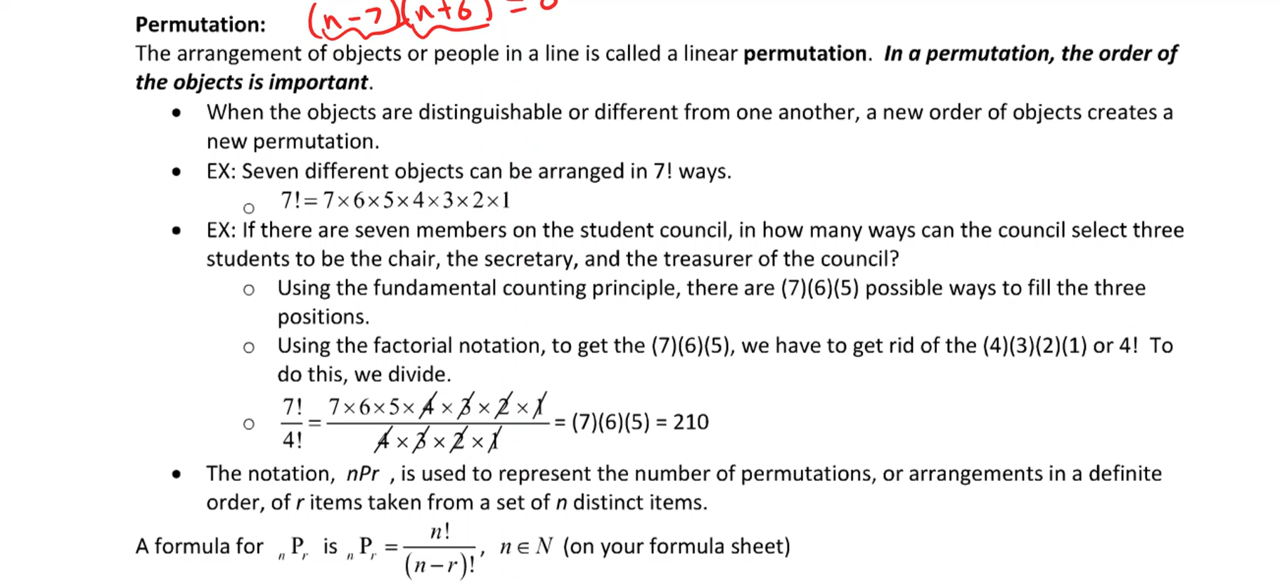 (n-7)(n+6) = 0
Permutation:
The arrangement of objects or people in a line is called a linear permutation. In a permutation, the order of
the objects is important.
• When the objects are distinguishable or different from one another, a new order of objects creates a
new permutation.
• EX: Seven different objects can be arranged in 7! ways.
○ 7!=7×6×5×4×3×2×1
• EX: If there are seven members on the student council, in how many ways can the council select three
students to be the chair, the secretary, and the treasurer of the council?
○ Using the fundamental counting principle, there are (7)(6)(5) possible ways to fill the three
positions.
○ Using the factorial notation, to get the (7)(6)(5), we have to get rid of the (4)(3)(2)(1) or 4! To
do this, we divide.
○ 7!/4! = 7×6×5×4×3×2×1/4×3×2×1 = (7)(6)(5) = 210
• The notation, nPr , is used to represent the number of permutations, or arrangements in a definite
order, of r items taken from a set of n distinct items.
A formula for nPr is nPr = n!/(n−r)!, n∈N (on your formula sheet)